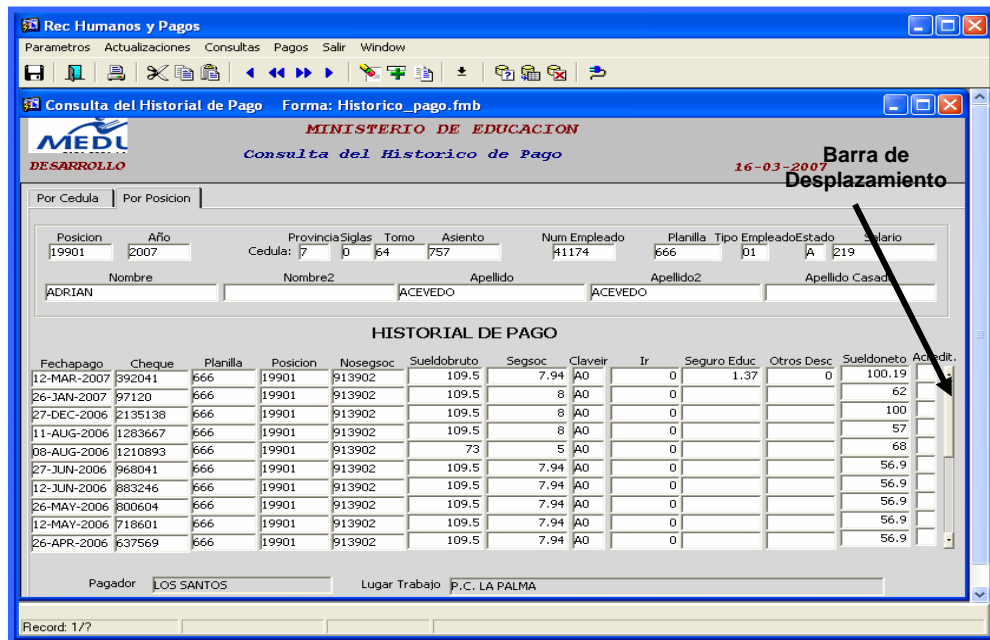 Rec Humanos y Pagos
Parametros Actualizaciones Consultas Pagos Salir Window
Consulta del Historial de Pago Forma: Historico_pago.fmb
MEDU
DESARROLLO
MINISTERIO DE EDUCACION
Consulta del Historico de Pago
16-03-2007
Barra de
Desplazamiento
Por Cedula Por Posicion
Posicion Año Provincia Siglas Tomo Asiento Num Empleado Planilla Tipo Empleado Estado Salario
19901 2007 Cedula: 7 0 64 757 41174 666 01 A 219
Nombre Nombre2 Apellido Apellido2 Apellido Casada
ADRIAN ACEVEDO ACEVEDO
HISTORIAL DE PAGO
Fechapago Cheque Planilla Posicion Nosegsoc Sueldobruto Segsoc Claveir Ir Seguro Educ Otros Desc Sueldoneto Acredit.
12-MAR-2007 392041 666 19901 913902 109.5 7.94 A0 0 1.37 0 100.19
26-JAN-2007 97120 666 19901 913902 109.5 8 A0 0 62
27-DEC-2006 2135138 666 19901 913902 109.5 8 A0 0 100
11-AUG-2006 1283667 666 19901 913902 109.5 8 A0 0 57
08-AUG-2006 1210893 666 19901 913902 73 5 A0 0 68
27-JUN-2006 968041 666 19901 913902 109.5 7.94 A0 0 56.9
12-JUN-2006 883246 666 19901 913902 109.5 7.94 A0 0 56.9
26-MAY-2006 800604 666 19901 913902 109.5 7.94 A0 0 56.9
12-MAY-2006 718601 666 19901 913902 109.5 7.94 A0 0 56.9
26-APR-2006 637569 666 19901 913902 109.5 7.94 A0 0 56.9
Pagador LOS SANTOS Lugar Trabajo P.C. LA PALMA
Record: 1/?